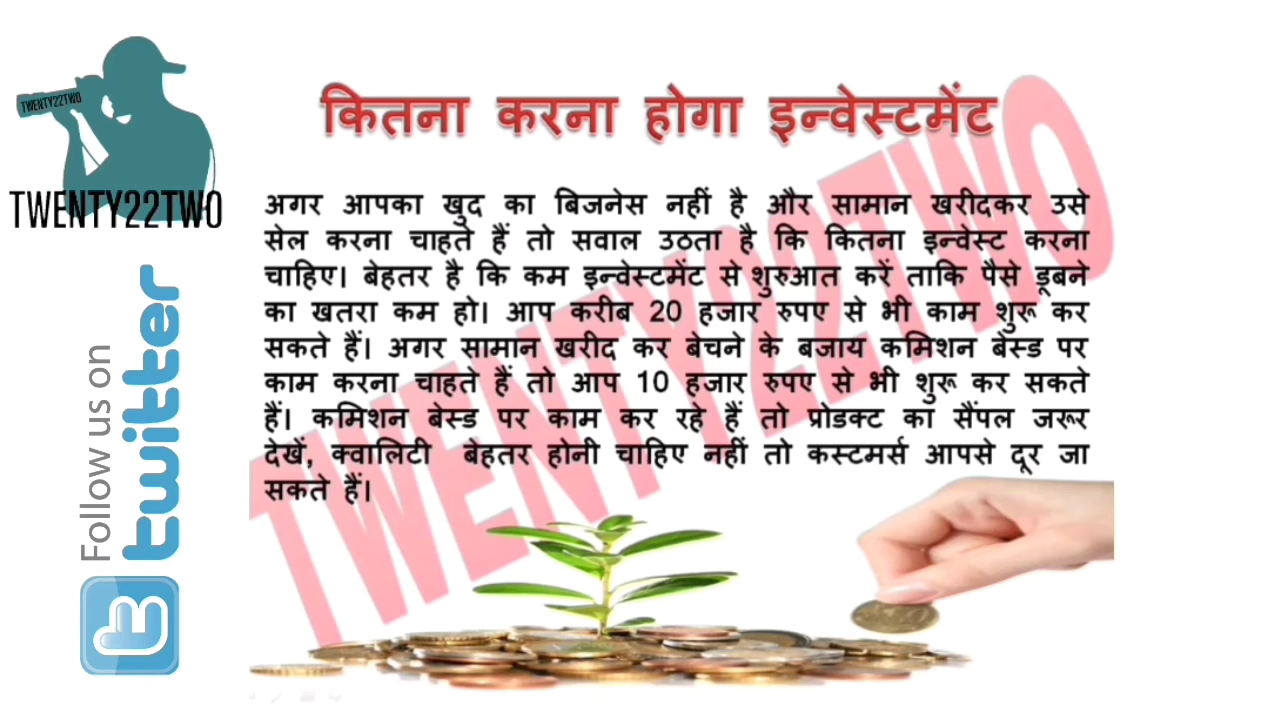 TWENTY22TWO
TWENTY22TWO
Follow us on
twitter
कितना करना होगा इन्वेस्टमेंट
अगर आपका खुद का बिजनेस नहीं है और सामान खरीदकर उसे
सेल करना चाहते हैं तो सवाल उठता है कि कितना इन्वेस्ट करना
चाहिए। बेहतर है कि कम इन्वेस्टमेंट से शुरुआत करें ताकि पैसे डूबने
का खतरा कम हो। आप करीब 20 हजार रुपए से भी काम शुरू कर
सकते हैं। अगर सामान खरीद कर बेचने के बजाय कमिशन बेस्ड पर
काम करना चाहते हैं तो आप 10 हजार रुपए से भी शुरू कर सकते
हैं। कमिशन बेस्ड पर काम कर रहे हैं तो प्रोडक्ट का सैंपल जरूर
देखें, क्वालिटी बेहतर होनी चाहिए नहीं तो कस्टमर्स आपसे दूर जा
सकते हैं।
TWENTY22TWO